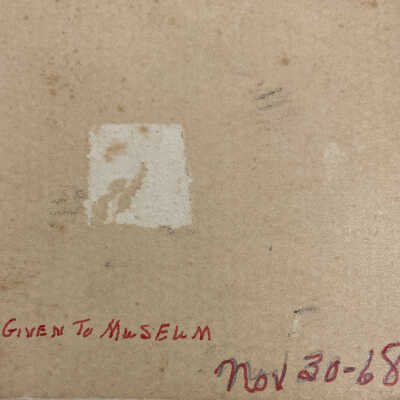 GIVEN TO MUSEUM
Nov 30-68